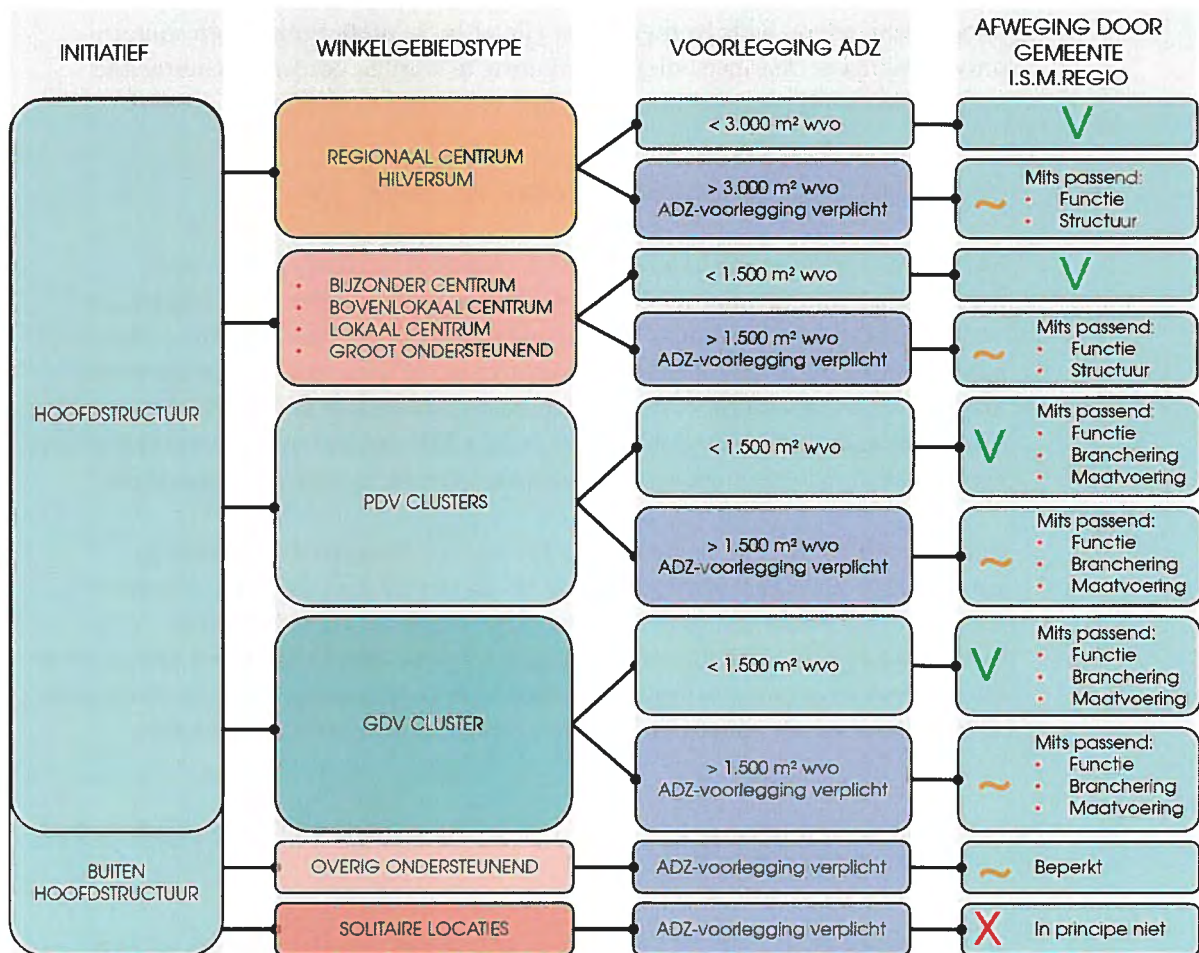 INITIATIEF
WINKELGEBIEDSTYPE
VOORLEGGING ADZ
AFWEGING DOOR
GEMEENTE
I.S.M.REGIO
HOOFDSTRUCTUUR
REGIONAAL CENTRUM
HILVERSUM
< 3.000 m² wvo
V
> 3.000 m² wvo
ADZ-voorlegging verplicht
~
Mits passend:
• Functie
• Structuur
• BIJZONDER CENTRUM
• BOVENLOKAAL CENTRUM
• LOKAAL CENTRUM
• GROOT ONDERSTEUNEND
< 1.500 m² wvo
V
> 1.500 m² wvo
ADZ-voorlegging verplicht
~
Mits passend:
• Functie
• Structuur
PDV CLUSTERS
< 1.500 m² wvo
V
Mits passend:
• Functie
• Branchering
• Maatvoering
> 1.500 m² wvo
ADZ-voorlegging verplicht
~
Mits passend:
• Functie
• Branchering
• Maatvoering
GDV CLUSTER
< 1.500 m² wvo
V
Mits passend:
• Functie
• Branchering
• Maatvoering
> 1.500 m² wvo
ADZ-voorlegging verplicht
~
Mits passend:
• Functie
• Branchering
• Maatvoering
BUITEN
HOOFDSTRUCTUUR
OVERIG ONDERSTEUNEND
ADZ-voorlegging verplicht
~ Beperkt
SOLITAIRE LOCATIES
ADZ-voorlegging verplicht
X In principe niet